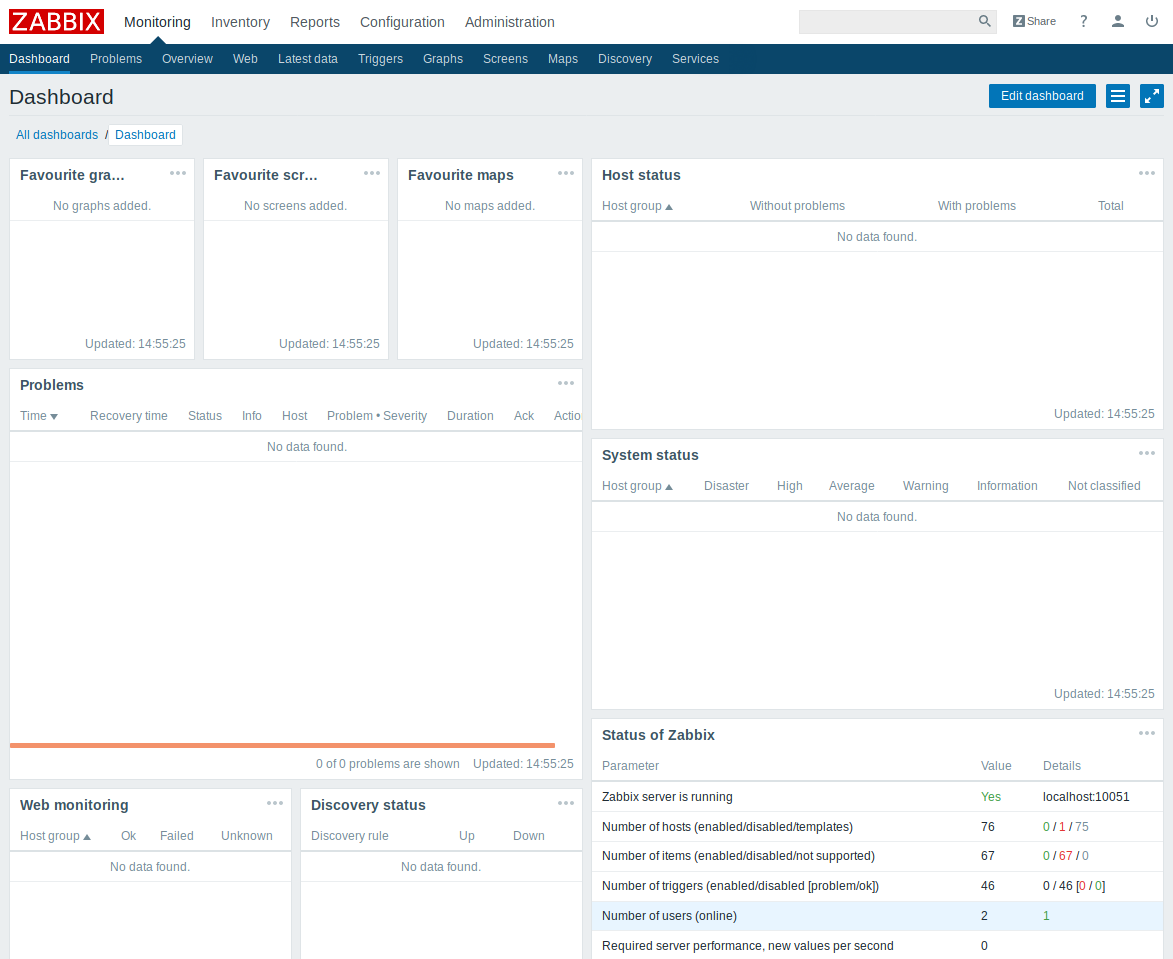 ZABBIX Monitoring Inventory Reports Configuration Administration Z Share ?
Dashboard Problems Overview Web Latest data Triggers Graphs Screens Maps Discovery Services
Dashboard Edit dashboard
All dashboards / Dashboard
Favourite gra...
No graphs added.
Updated: 14:55:25
Favourite scr...
No screens added.
Updated: 14:55:25
Favourite maps
No maps added.
Updated: 14:55:25
Host status
Host group Without problems With problems Total
No data found.
Updated: 14:55:25
Problems
Time Recovery time Status Info Host Problem • Severity Duration Ack Actio
No data found.
0 of 0 problems are shown Updated: 14:55:25
System status
Host group Disaster High Average Warning Information Not classified
No data found.
Updated: 14:55:25
Web monitoring
Host group Ok Failed Unknown
No data found.
Discovery status
Discovery rule Up Down
No data found.
Status of Zabbix
Parameter Value Details
Zabbix server is running Yes localhost:10051
Number of hosts (enabled/disabled/templates) 76 0 / 1 / 75
Number of items (enabled/disabled/not supported) 67 0 / 67 / 0
Number of triggers (enabled/disabled [problem/ok]) 46 0 / 46 [0 / 0]
Number of users (online) 2 1
Required server performance, new values per second 0